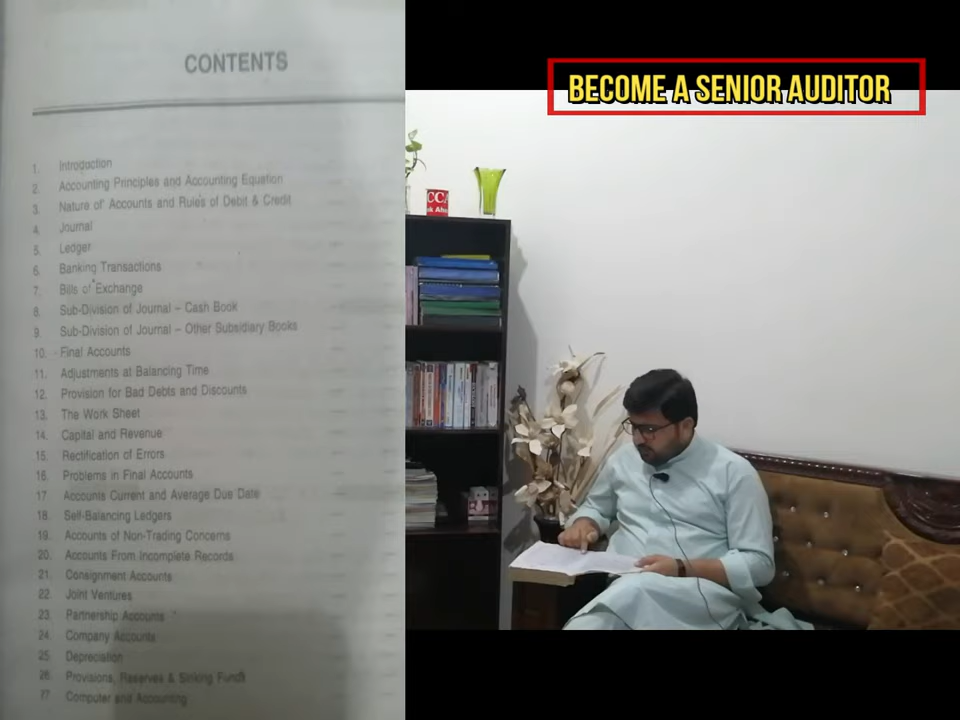 CONTENTS
1. Introduction
2. Accounting Principles and Accounting Equation
3. Nature of Accounts and Rules of Debit & Credit
4. Journal
5. Ledger
6. Banking Transactions
7. Bills of Exchange
8. Sub-Division of Journal – Cash Book
9. Sub-Division of Journal – Other Subsidiary Books
10. Final Accounts
11. Adjustments at Balancing Time
12. Provision for Bad Debts and Discounts
13. The Work Sheet
14. Capital and Revenue
15. Rectification of Errors
16. Problems in Final Accounts
17 Accounts Current and Average Due Date
18. Self-Balancing Ledgers
19. Accounts of Non-Trading Concerns
20. Accounts From Incomplete Records
21. Consignment Accounts
22. Joint Ventures
23. Partnership Accounts
24. Company Accounts
25. Depreciation
26. Provisions, Reserves & Sinking Funds
27 Computer and Accounting
BECOME A SENIOR AUDITOR